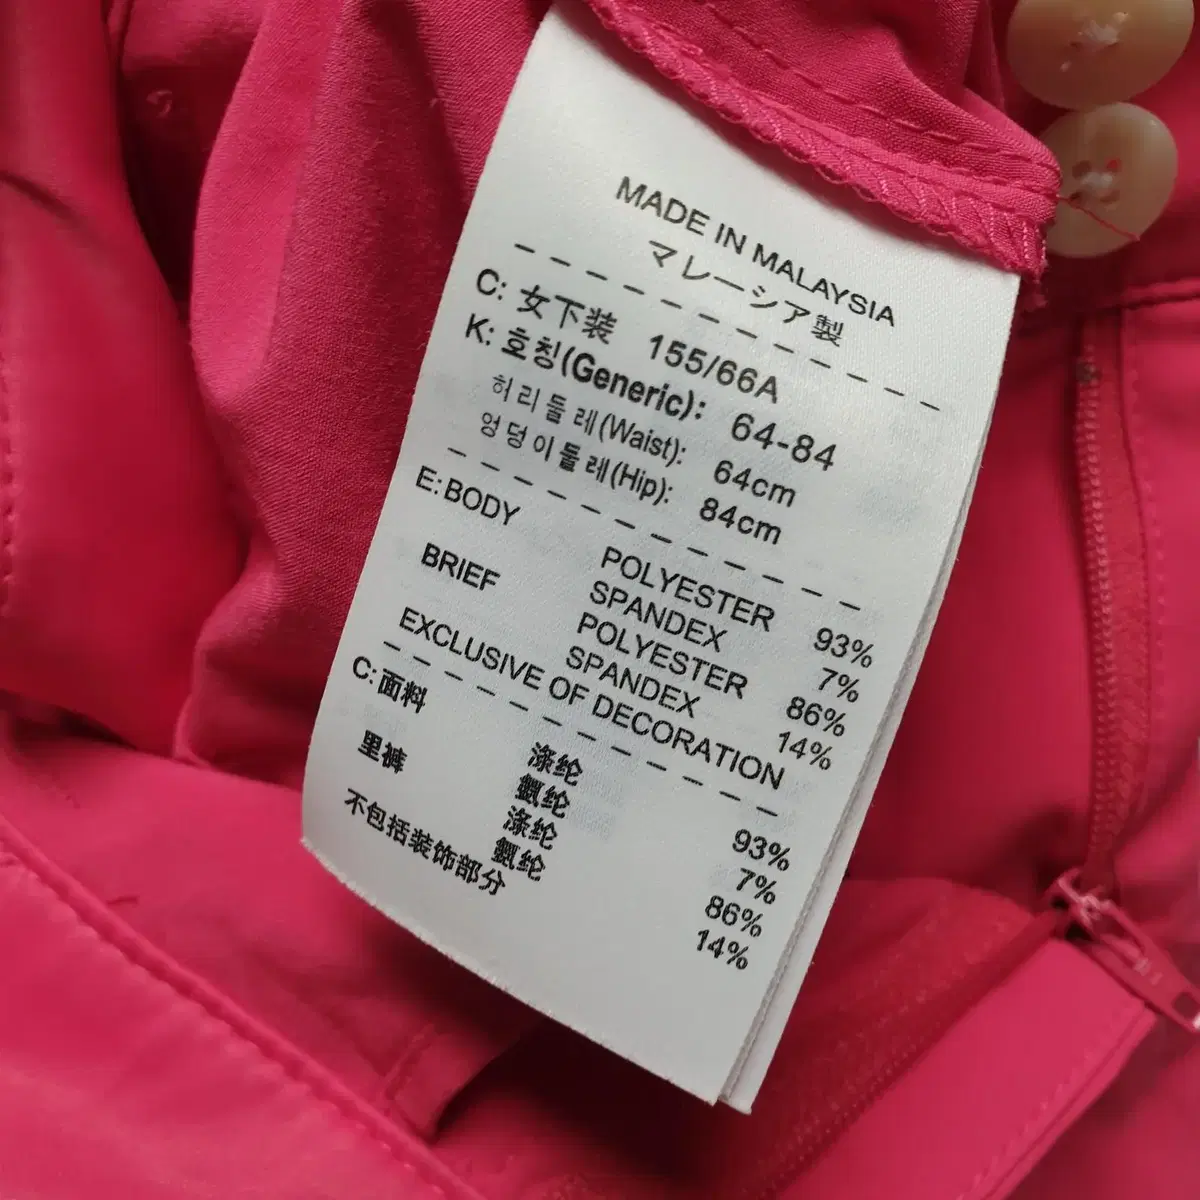 MADE IN MALAYSIA
マレーシア製
C: 女下装 155/66A
K: 호칭(Generic): 64-84
허리둘레(Waist): 64cm
엉덩이둘레(Hip): 84cm
E: BODY POLYESTER 93%
SPANDEX 7%
BRIEF POLYESTER 86%
SPANDEX 14%
EXCLUSIVE OF DECORATION
C: 面料 涤纶 93%
氨纶 7%
里裤 涤纶 86%
氨纶 14%
不包括装饰部分